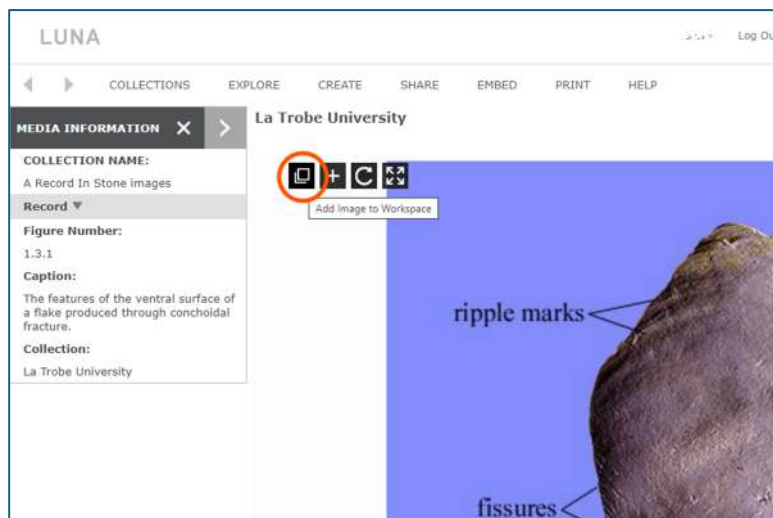 LUNA
Log Ou
COLLECTIONS EXPLORE CREATE SHARE EMBED PRINT HELP
MEDIA INFORMATION
COLLECTION NAME:
A Record In Stone images
Record ▼
Figure Number:
1.3.1
Caption:
The features of the ventral surface of
a flake produced through conchoidal
fracture.
Collection:
La Trobe University
La Trobe University
Add Image to Workspace
ripple marks
fissures